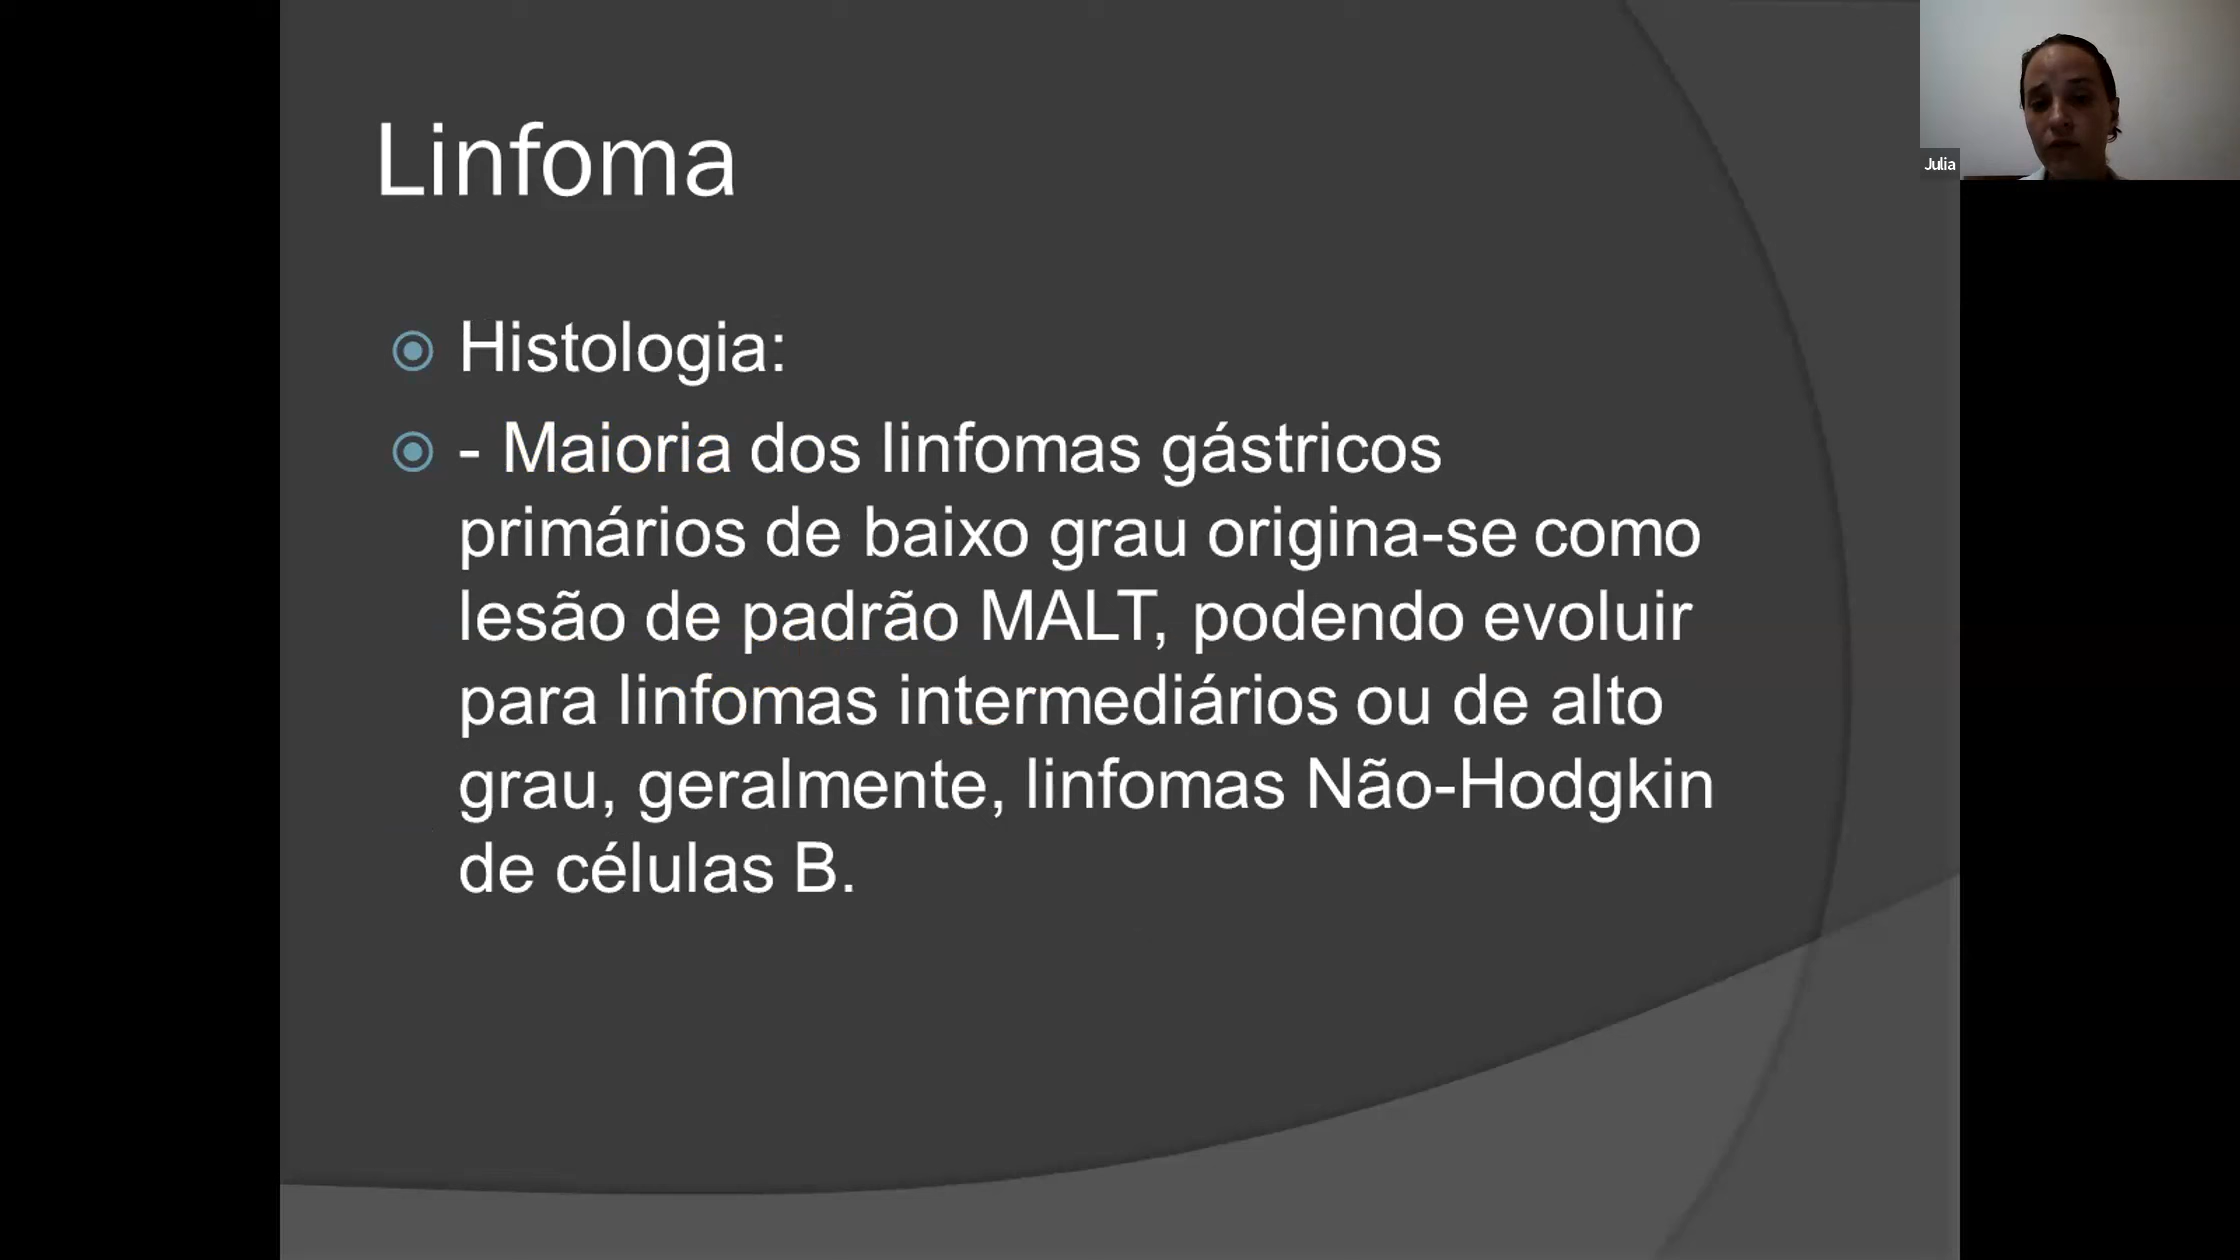 Linfoma
Julia
Histologia:
- Maioria dos linfomas gástricos
primários de baixo grau origina-se como
lesão de padrão MALT, podendo evoluir
para linfomas intermediários ou de alto
grau, geralmente, linfomas Não-Hodgkin
de células B.